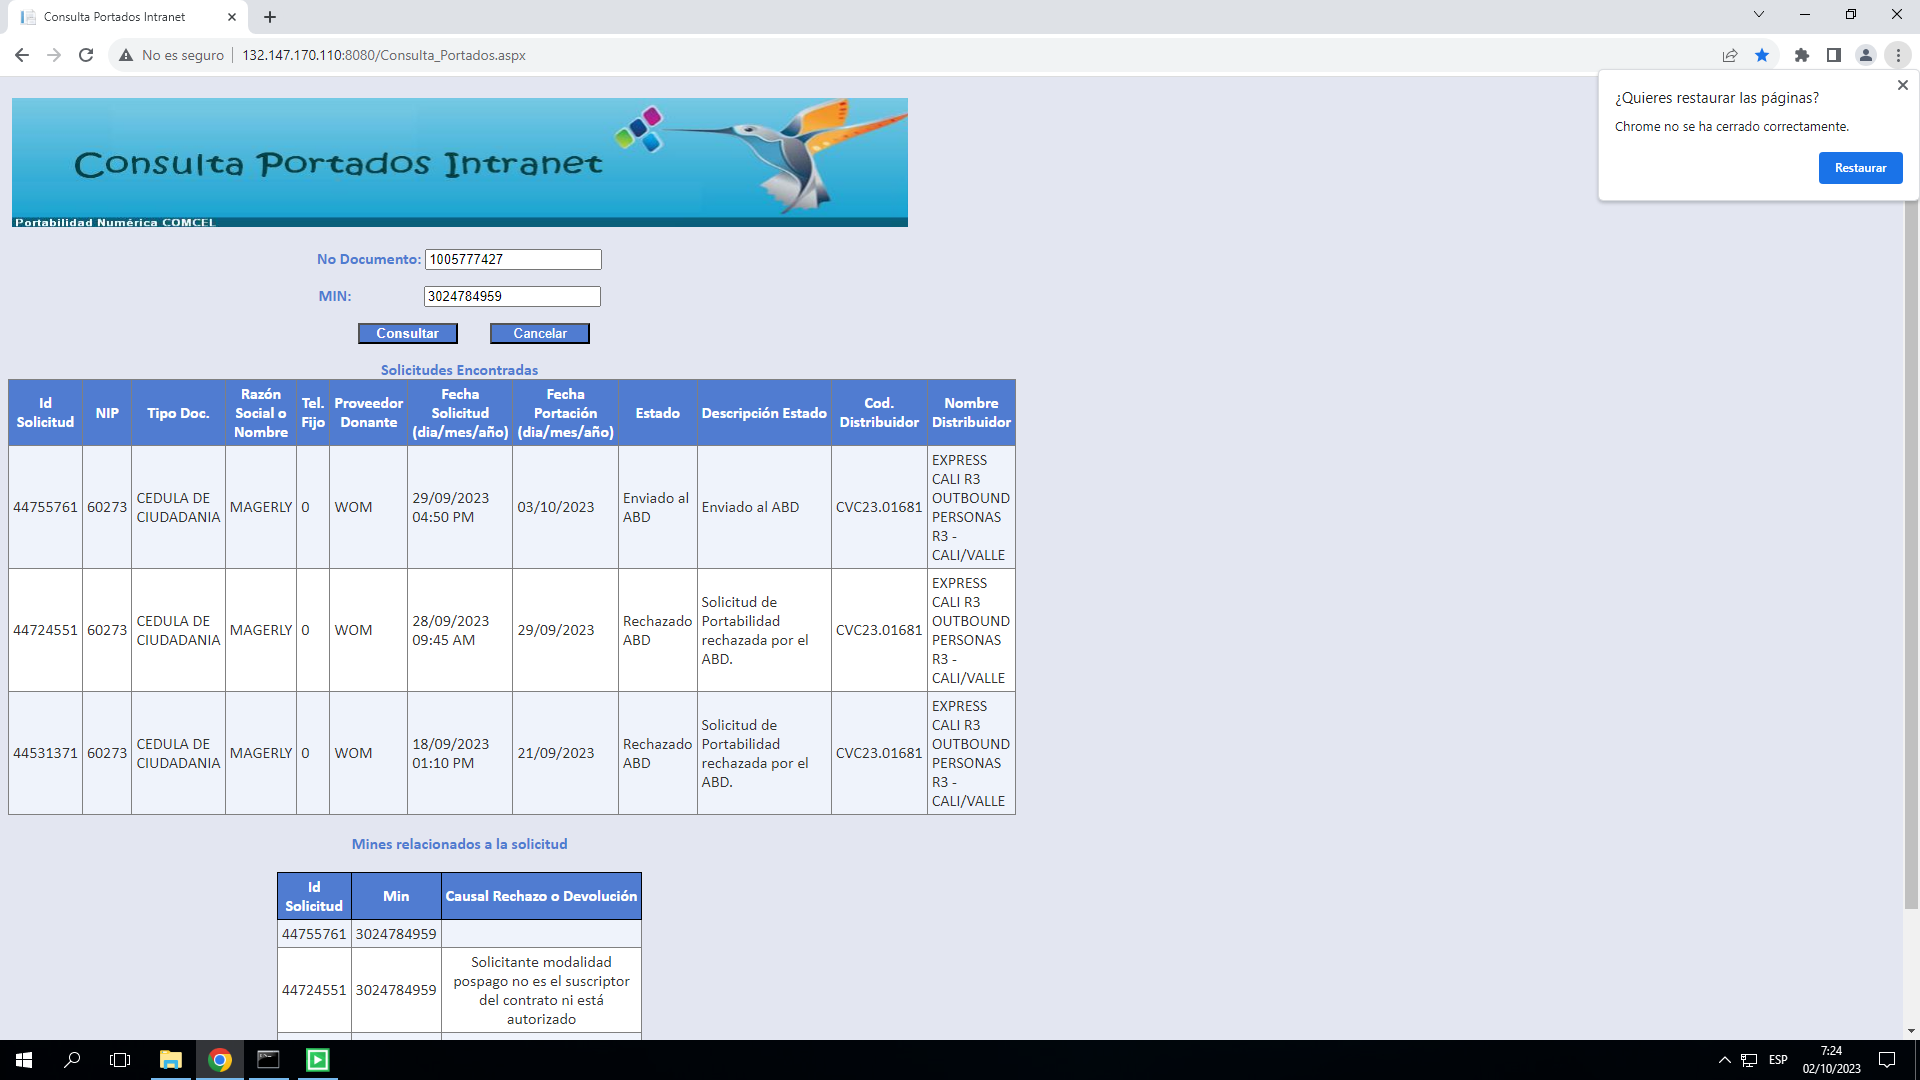 Consulta Portados Intranet
No es seguro
132.147.170.110:8080/Consulta_Portados.aspx
¿Quieres restaurar las páginas?
Chrome no se ha cerrado correctamente.
Restaurar
Consulta Portados Intranet
Portabilidad Numérica COMCEL
No Documento: 1005777427
MIN: 3024784959
Consultar Cancelar
Solicitudes Encontradas
Id Solicitud NIP Tipo Doc. Razón Social o Nombre Tel. Fijo Proveedor Donante Fecha Solicitud (dia/mes/año) Fecha Portación (dia/mes/año) Estado Descripción Estado Cod. Distribuidor Nombre Distribuidor
44755761 60273 CEDULA DE CIUDADANIA MAGERLY 0 WOM 29/09/2023 04:50 PM 03/10/2023 Enviado al ABD Enviado al ABD CVC23.01681 EXPRESS CALI R3 OUTBOUND PERSONAS R3 - CALI/VALLE
44724551 60273 CEDULA DE CIUDADANIA MAGERLY 0 WOM 28/09/2023 09:45 AM 29/09/2023 Rechazado ABD Solicitud de Portabilidad rechazada por el ABD. CVC23.01681 EXPRESS CALI R3 OUTBOUND PERSONAS R3 - CALI/VALLE
44531371 60273 CEDULA DE CIUDADANIA MAGERLY 0 WOM 18/09/2023 01:10 PM 21/09/2023 Rechazado ABD Solicitud de Portabilidad rechazada por el ABD. CVC23.01681 EXPRESS CALI R3 OUTBOUND PERSONAS R3 - CALI/VALLE
Mines relacionados a la solicitud
Id Solicitud Min Causal Rechazo o Devolución
44755761 3024784959
44724551 3024784959 Solicitante modalidad pospago no es el suscriptor del contrato ni está autorizado
ESP
7:24
02/10/2023